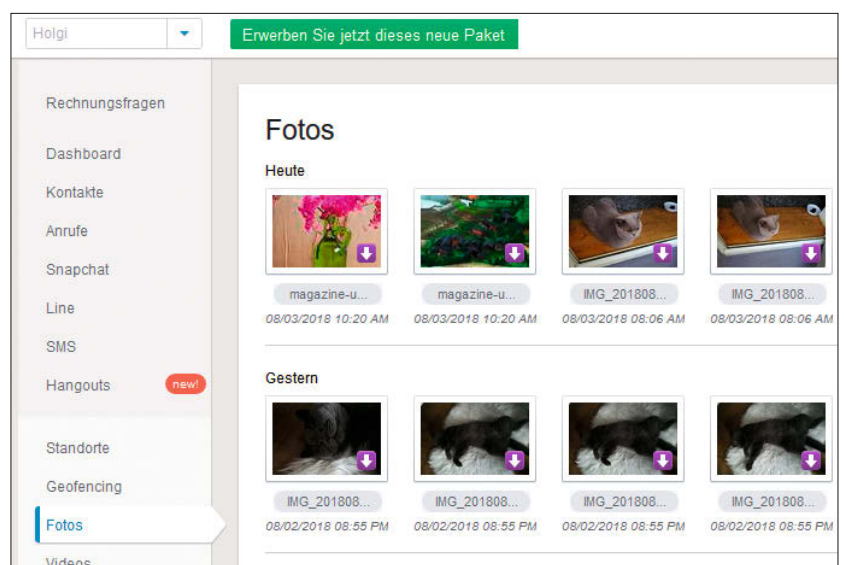 Holgi
Erwerben Sie jetzt dieses neue Paket
Rechnungsfragen
Dashboard
Kontakte
Anrufe
Snapchat
Line
SMS
Hangouts new!
Standorte
Geofencing
Fotos
Videos
Fotos
Heute
magazine-u... magazine-u... IMG_201808... IMG_201808...
08/03/2018 10:20 AM 08/03/2018 10:20 AM 08/03/2018 08:06 AM 08/03/2018 08:06 AM
Gestern
IMG_201808... IMG_201808... IMG_201808... IMG_201808...
08/02/2018 08:55 PM 08/02/2018 08:55 PM 08/02/2018 08:55 PM 08/02/2018 08:55 PM